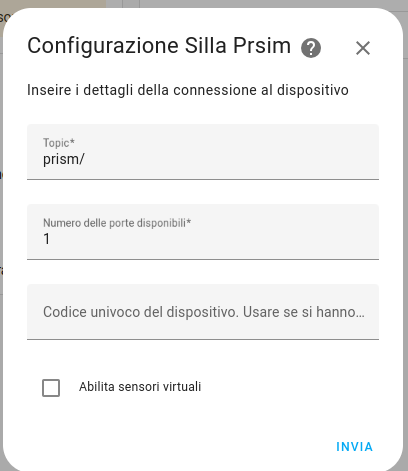 Configurazione Silla Prsim
Inseire i dettagli della connessione al dispositivo
Topic*
prism/
Numero delle porte disponibili*
1
Codice univoco del dispositivo. Usare se si hanno…
Abilita sensori virtuali
INVIA